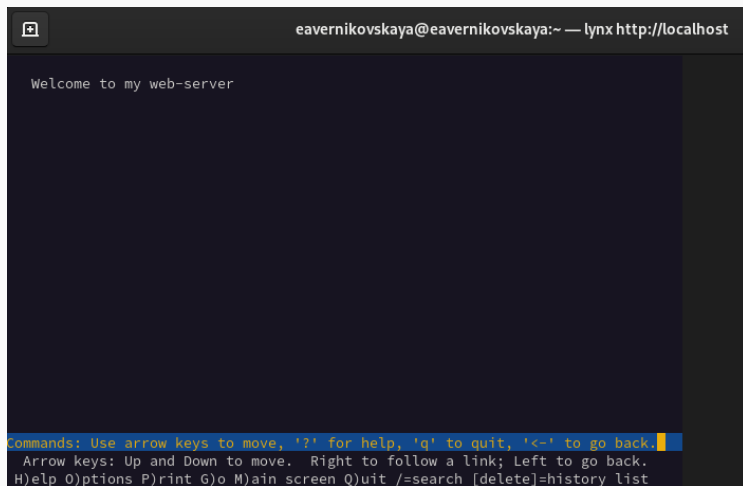 eavernikovskaya@eavernikovskaya:~ — lynx http://localhost
Welcome to my web-server
Commands: Use arrow keys to move, '?' for help, 'q' to quit, '<-' to go back.
Arrow keys: Up and Down to move.  Right to follow a link; Left to go back.
H)elp O)ptions P)rint G)o M)ain screen Q)uit /=search [delete]=history list